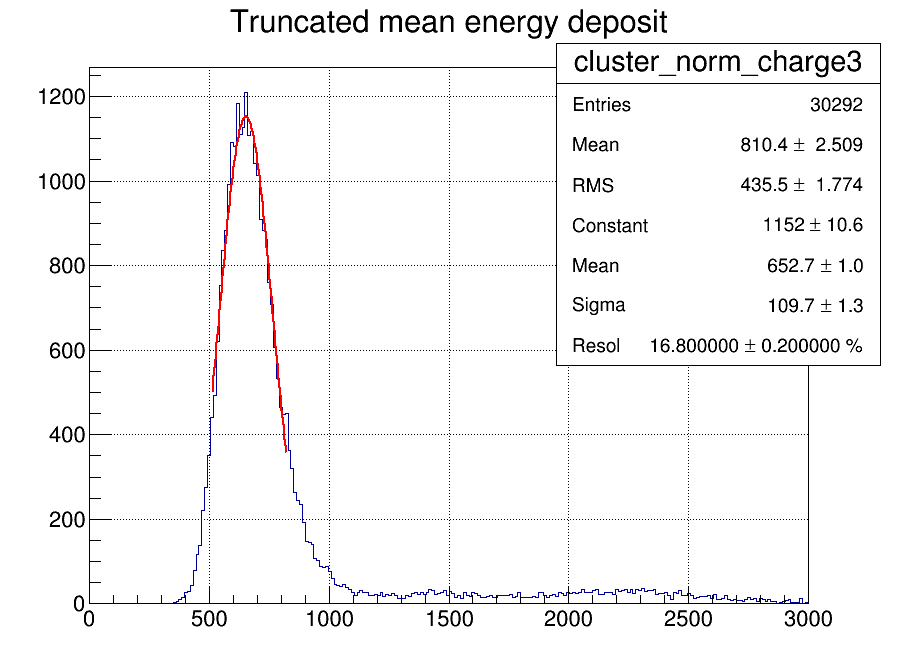 Truncated mean energy deposit
cluster_norm_charge3
Entries 30292
Mean 810.4 ± 2.509
RMS 435.5 ± 1.774
Constant 1152 ± 10.6
Mean 652.7 ± 1.0
Sigma 109.7 ± 1.3
Resol 16.800000 ± 0.200000 %
1200
1000
800
600
400
200
0
0 500 1000 1500 2000 2500 3000